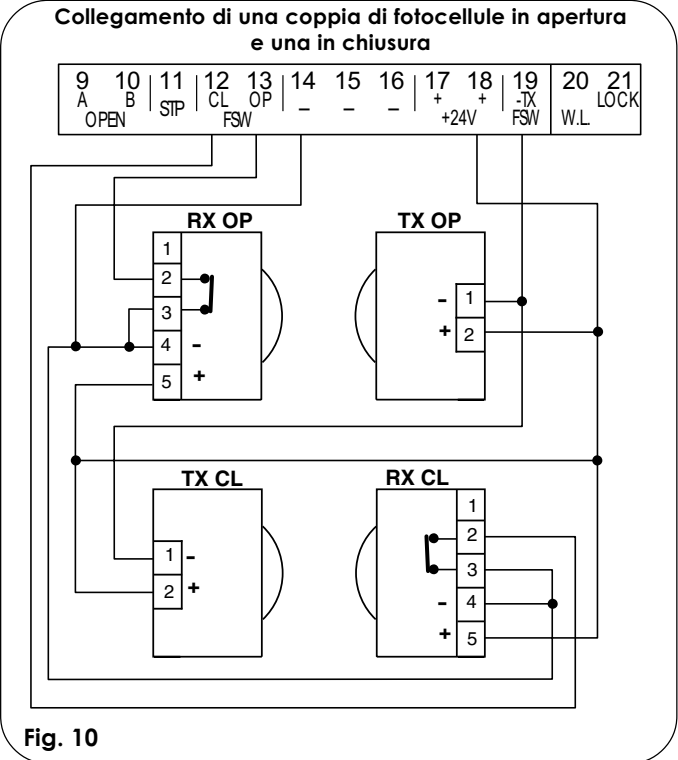 Collegamento di una coppia di fotocellule in apertura
e una in chiusura
9 10 11 12 13 14 15 16 17 18 19 20 21
A B STP CL OP _ _ _ + + -TX LOCK
OPEN FSW +24V FSW W.L.
RX OP TX OP
1
2
3
4 -
5 +
- 1
+ 2
TX CL RX CL
1 -
2 +
1
2
3
- 4
+ 5
Fig. 10